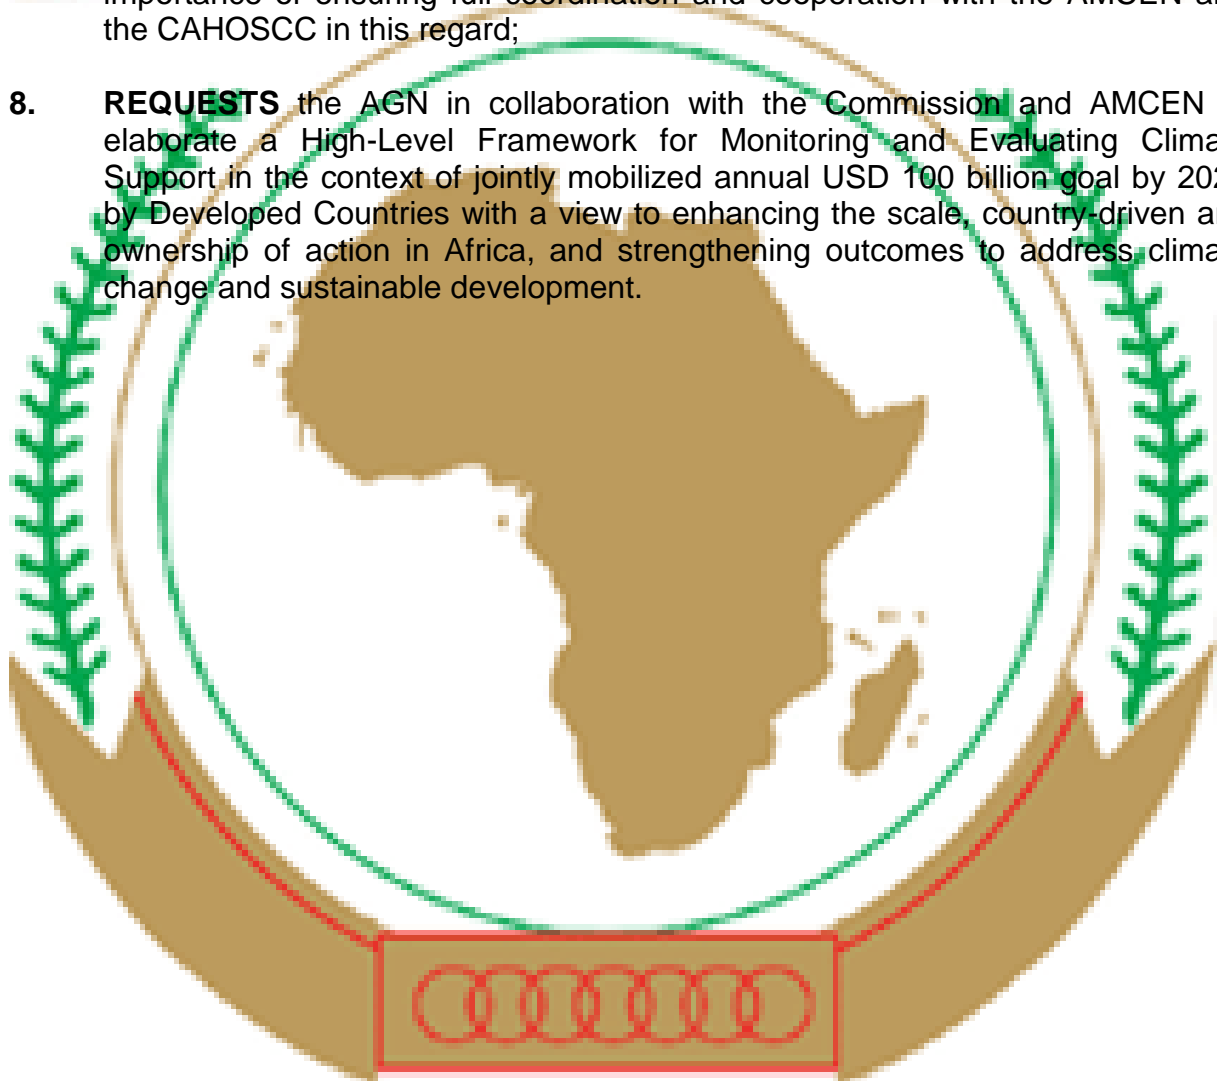 the CAHOSCC in this regard;
8. REQUESTS the AGN in collaboration with the Commission and AMCEN
elaborate a High-Level Framework for Monitoring and Evaluating Clima
Support in the context of jointly mobilized annual USD 100 billion goal by 202
by Developed Countries with a view to enhancing the scale, country-driven a
ownership of action in Africa, and strengthening outcomes to address clima
change and sustainable development.